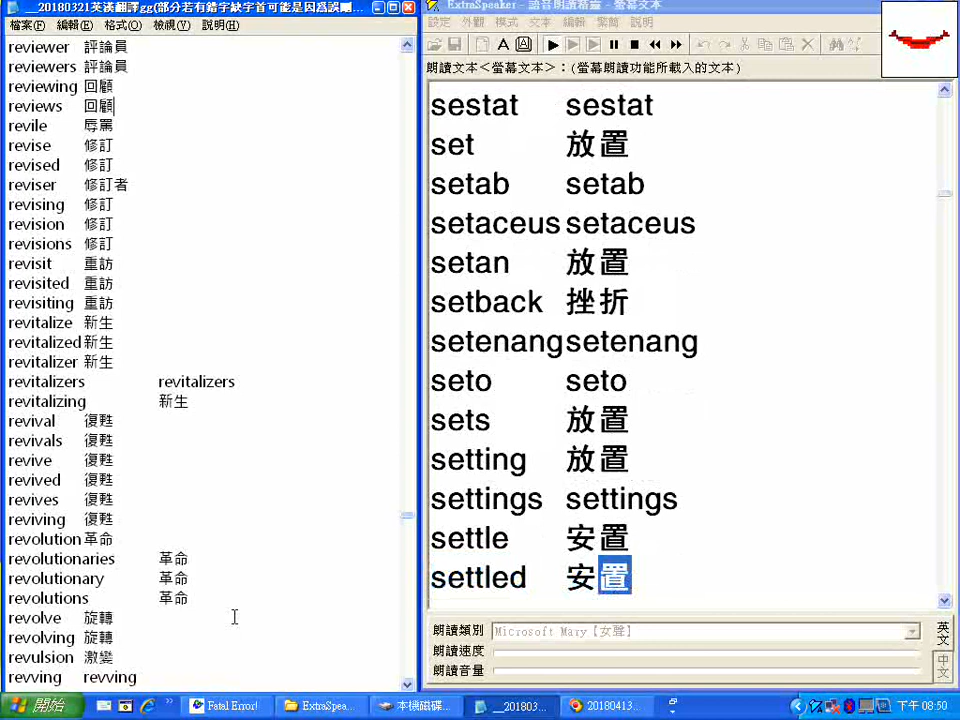 __20180321英漢翻譯gg(部分若有錯字缺字首可能是因爲誤刪...
檔案(F) 編輯(E) 格式(O) 檢視(V) 説明(H)
reviewer 評論員
reviewers 評論員
reviewing 回顧
reviews 回顧
revile 辱罵
revise 修訂
revised 修訂
reviser 修訂者
revising 修訂
revision 修訂
revisions 修訂
revisit 重訪
revisited 重訪
revisiting 重訪
revitalize 新生
revitalized 新生
revitalizer 新生
revitalizers revitalizers
revitalizing 新生
revival 復甦
revivals 復甦
revive 復甦
revived 復甦
revives 復甦
reviving 復甦
revolution 革命
revolutionaries 革命
revolutionary 革命
revolutions 革命
revolve 旋轉
revolving 旋轉
revulsion 激變
revving revving
ExtraSpeaker - 語音朗讀精靈 - 螢幕文本
設定 外觀 模式 文本 編輯 繁簡 説明
朗讀文本<螢幕文本>：(螢幕朗讀功能所載入的文本)
sestat sestat
set 放置
setab setab
setaceus setaceus
setan 放置
setback 挫折
setenang setenang
seto seto
sets 放置
setting 放置
settings settings
settle 安置
settled 安置
朗讀類別 Microsoft Mary【女聲】
朗讀速度
朗讀音量
英文
中文
開始 Fatal Error! ExtraSpea... 本機磁碟... __201803... 20180413... 下午 08:50